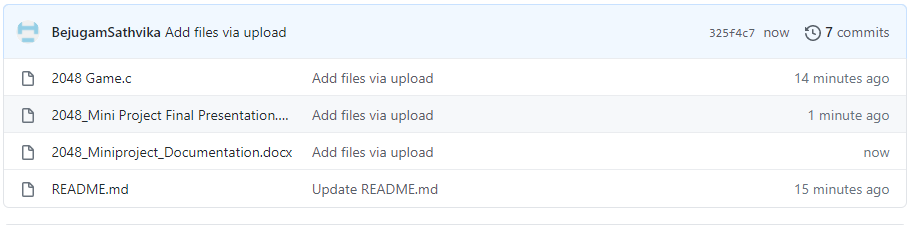 BejugamSathvika Add files via upload 325f4c7 now 7 commits
2048 Game.c Add files via upload 14 minutes ago
2048_Mini Project Final Presentation.... Add files via upload 1 minute ago
2048_Miniproject_Documentation.docx Add files via upload now
README.md Update README.md 15 minutes ago